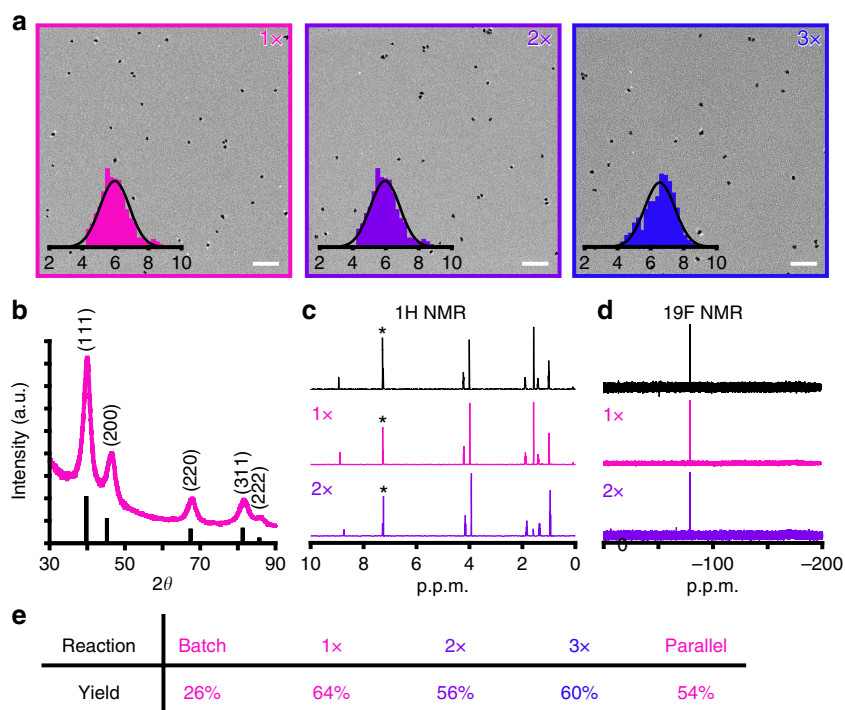 a
1× 2× 3×
2 4 6 8 10 2 4 6 8 10 2 4 6 8 10
b c d
1H NMR 19F NMR
Intensity (a.u.)
(111)
(200)
(220)
(311)
(222)
30 50 70 90
2θ
*
1× *
2× *
10 8 6 4 2 0
p.p.m.
1×
2×
0 −100 −200
p.p.m.
e
Reaction Batch 1× 2× 3× Parallel
Yield 26% 64% 56% 60% 54%